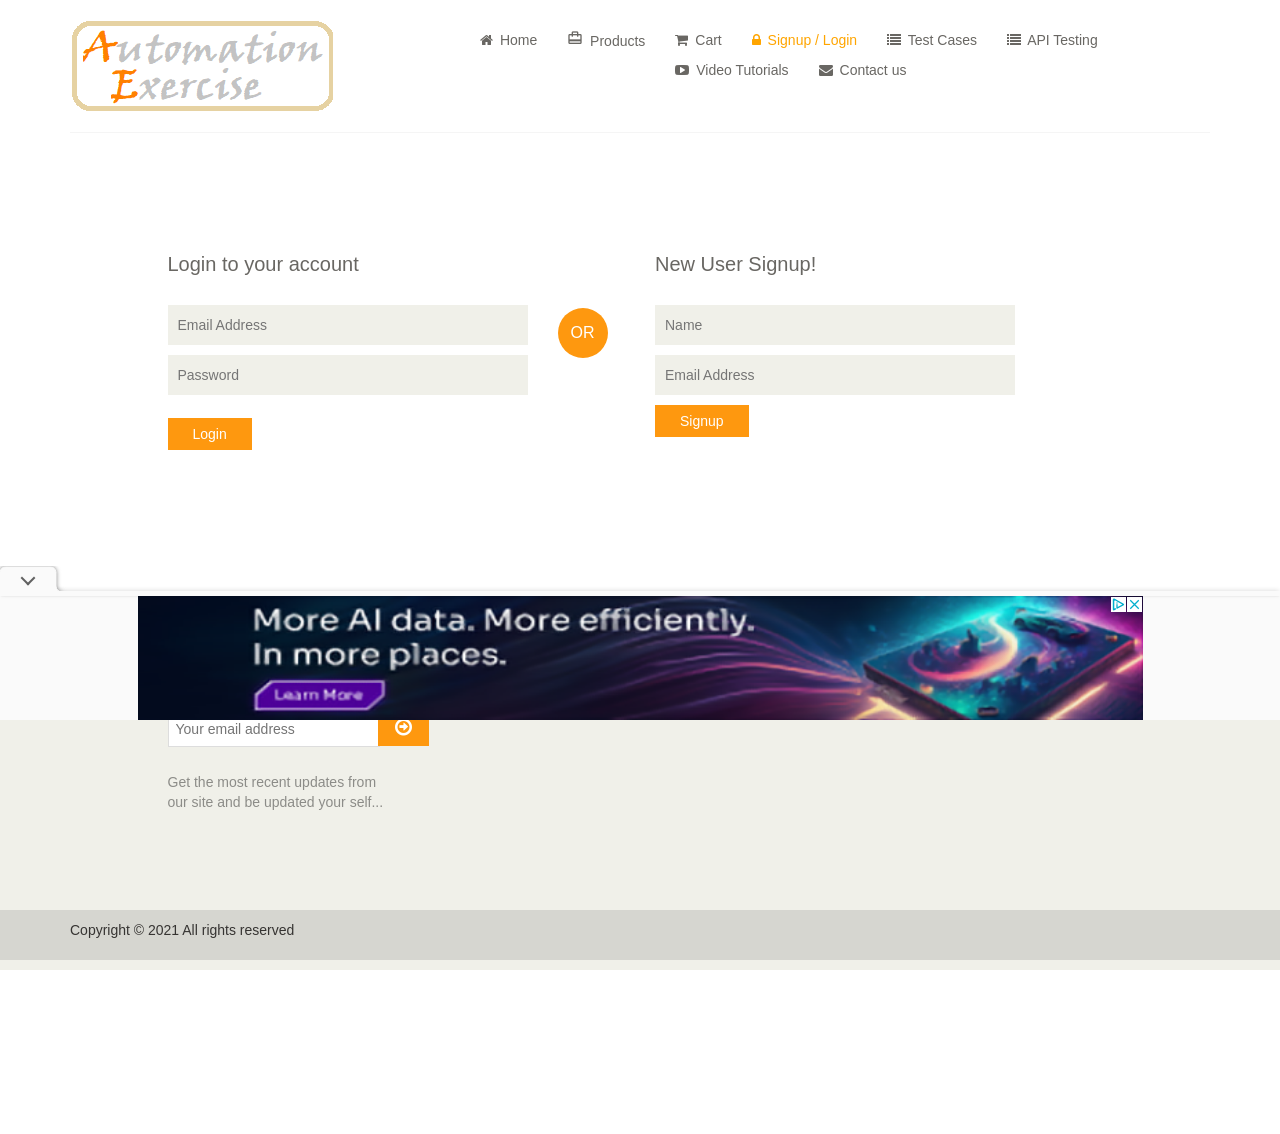 Automation
Exercise
Home
Products
Cart
Signup / Login
Test Cases
API Testing
Video Tutorials
Contact us
Login to your account
Email Address
Password
Login
OR
New User Signup!
Name
Email Address
Signup
More AI data. More efficiently.
In more places.
Learn More
Your email address
Get the most recent updates from
our site and be updated your self...
Copyright © 2021 All rights reserved